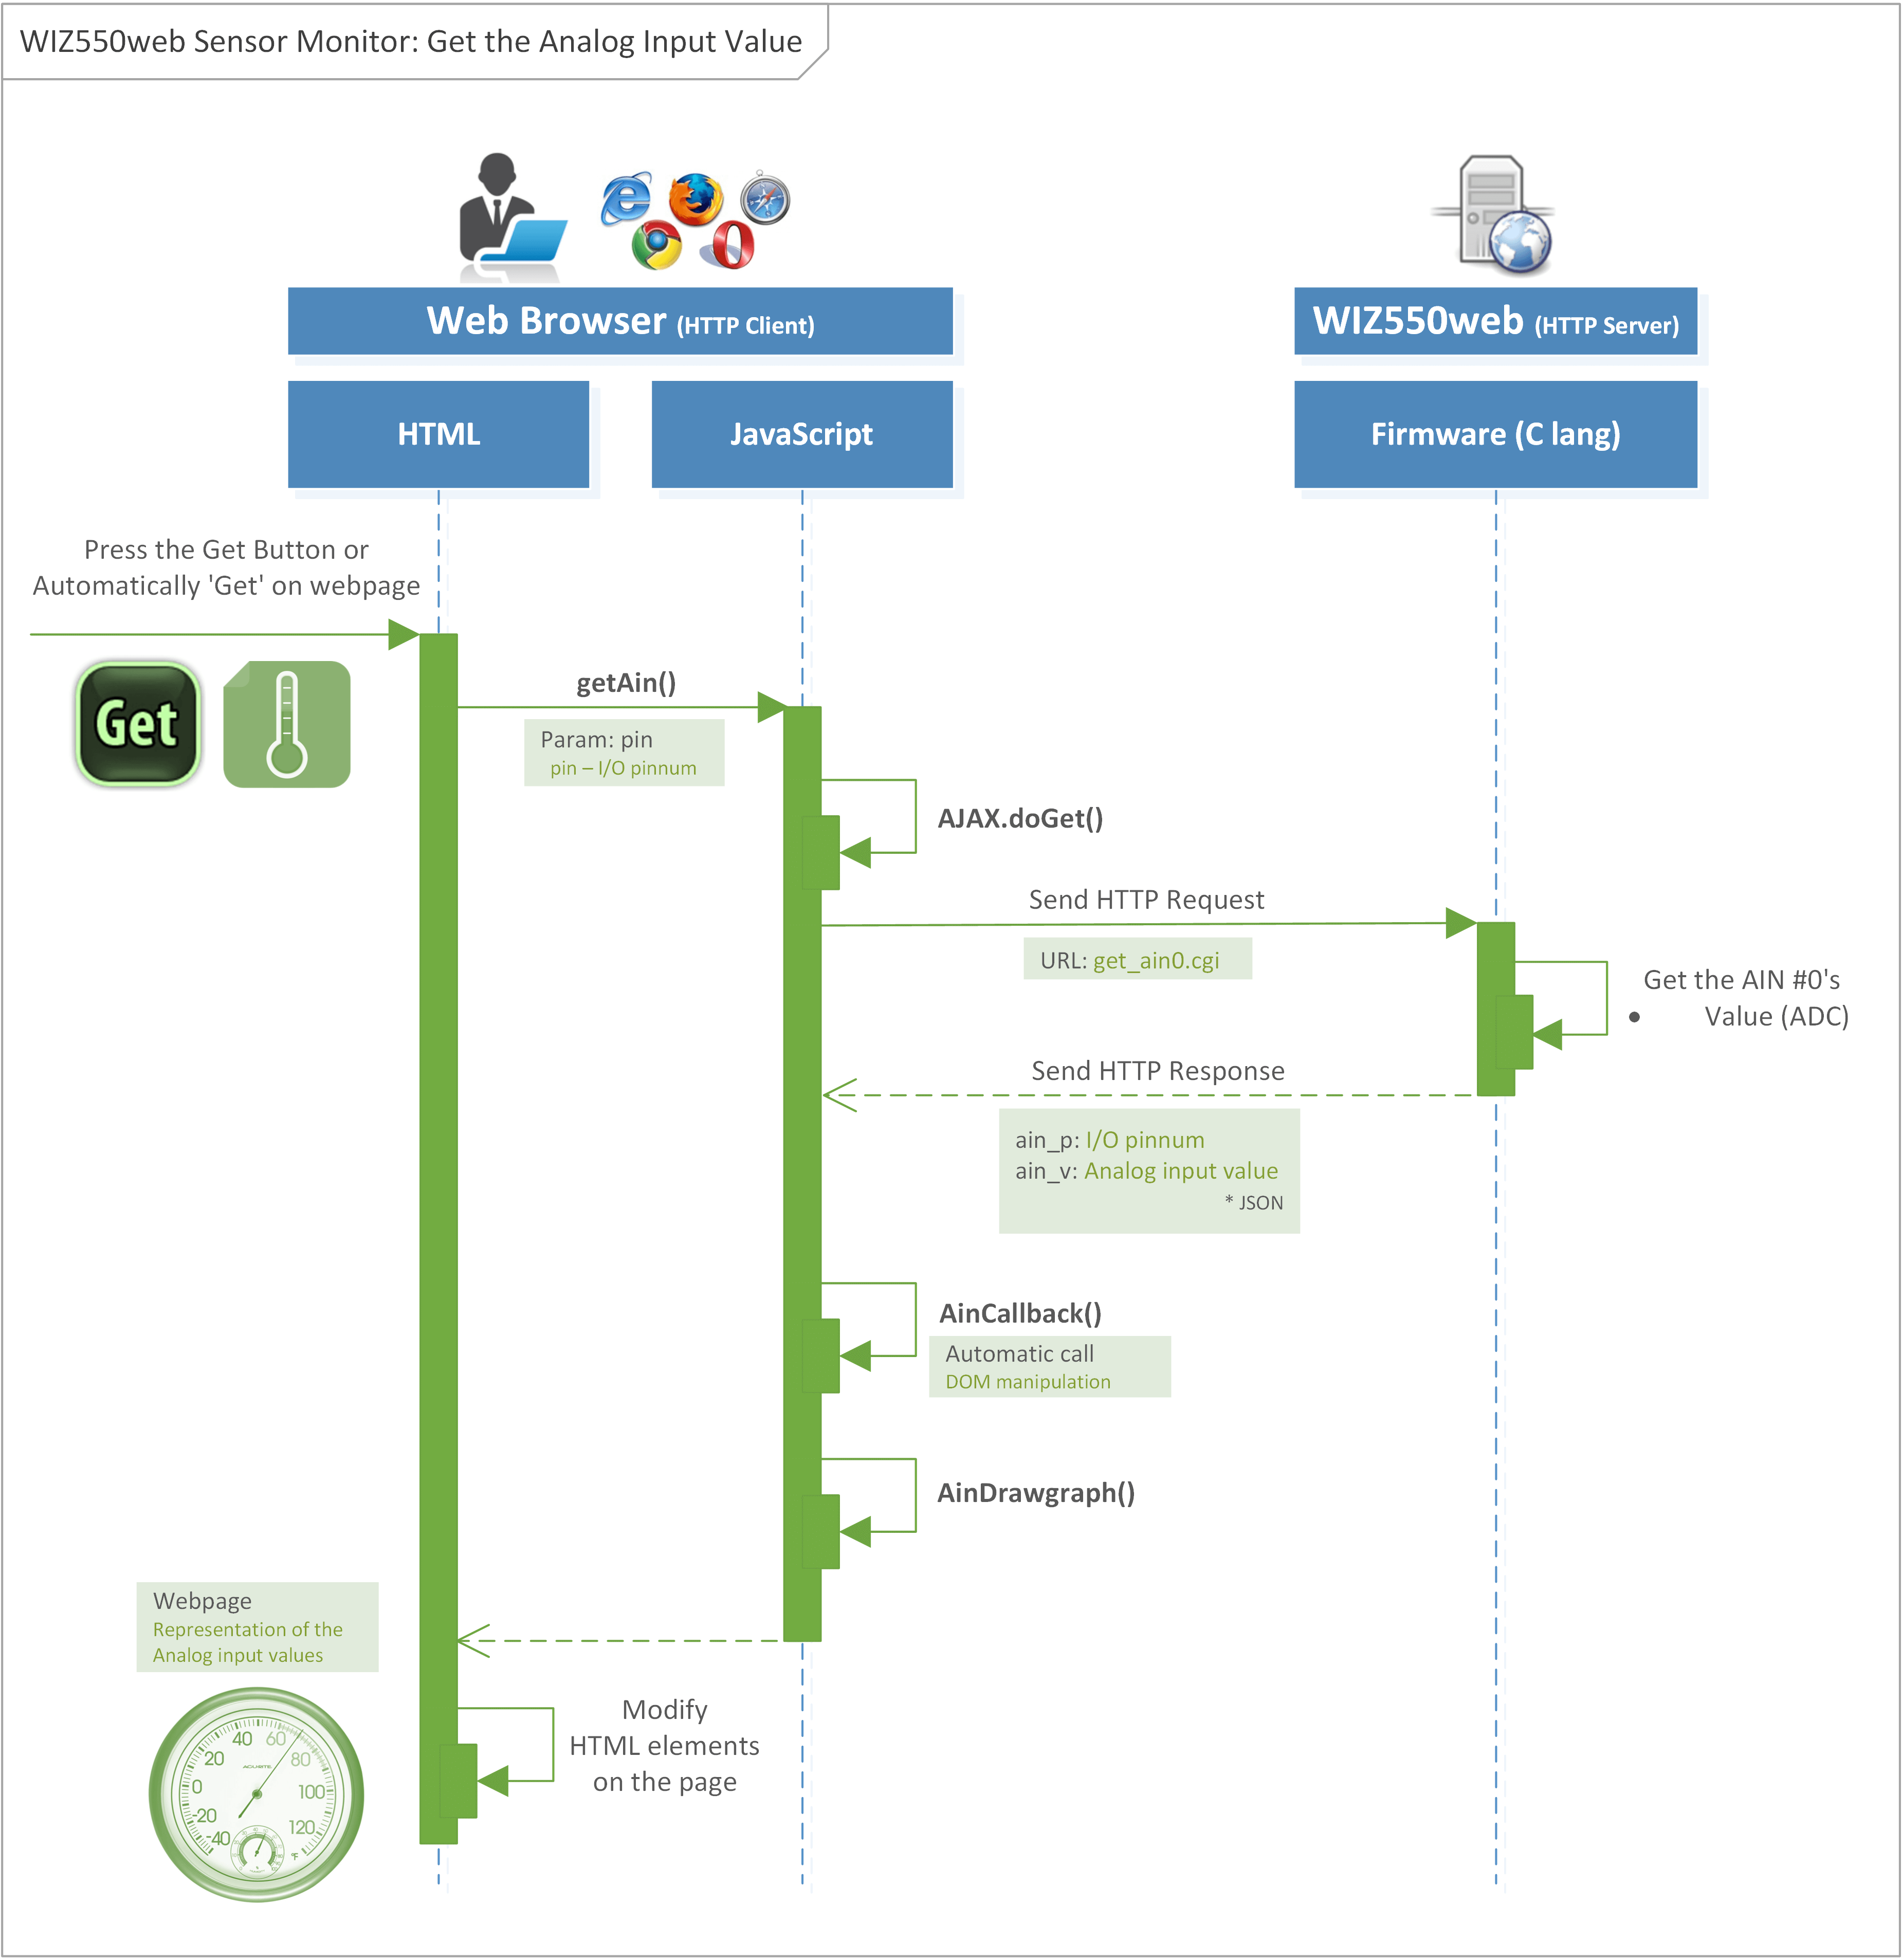 WIZ550web Sensor Monitor: Get the Analog Input Value
Web Browser (HTTP Client)
WIZ550web (HTTP Server)
HTML
JavaScript
Firmware (C lang)
Press the Get Button or
Automatically 'Get' on webpage
Get
getAin()
Param: pin
pin – I/O pinnum
AJAX.doGet()
Send HTTP Request
URL: get_ain0.cgi
Get the AIN #0's
• Value (ADC)
Send HTTP Response
ain_p: I/O pinnum
ain_v: Analog input value
* JSON
AinCallback()
Automatic call
DOM manipulation
AinDrawgraph()
Webpage
Representation of the
Analog input values
Modify
HTML elements
on the page
40 60
20 80
ACURITE
0 100
-20 120
-40 °F